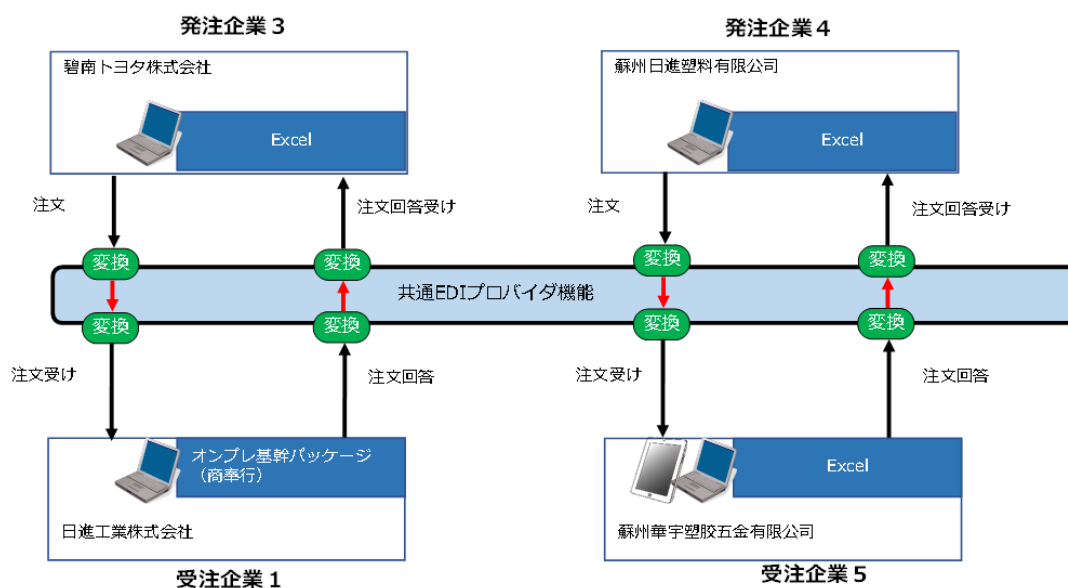 発注企業３
発注企業４
碧南トヨタ株式会社
蘇州日進塑料有限公司
Excel
Excel
注文
注文回答受け
注文
注文回答受け
変換
変換
変換
変換
共通EDIプロバイダ機能
変換
変換
変換
変換
注文受け
注文回答
注文受け
注文回答
オンプレ基幹パッケージ
（商奉行）
Excel
日進工業株式会社
蘇州華宇塑胶五金有限公司
受注企業１
受注企業５